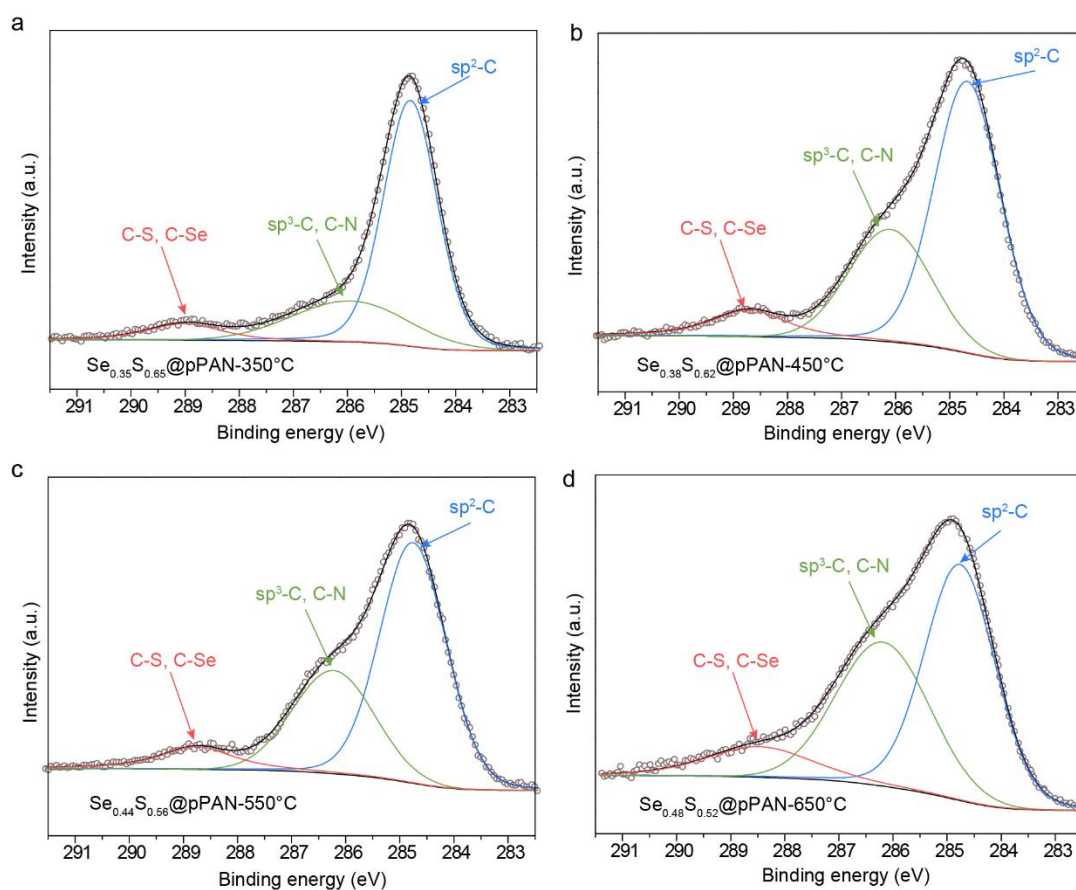 a
sp²-C
sp³-C, C-N
C-S, C-Se
Intensity (a.u.)
Se₀.₃₅S₀.₆₅@pPAN-350°C
291 290 289 288 287 286 285 284 283
Binding energy (eV)
b
sp²-C
sp³-C, C-N
C-S, C-Se
Intensity (a.u.)
Se₀.₃₈S₀.₆₂@pPAN-450°C
291 290 289 288 287 286 285 284 283
Binding energy (eV)
c
sp²-C
sp³-C, C-N
C-S, C-Se
Intensity (a.u.)
Se₀.₄₄S₀.₅₆@pPAN-550°C
291 290 289 288 287 286 285 284 283
Binding energy (eV)
d
sp²-C
sp³-C, C-N
C-S, C-Se
Intensity (a.u.)
Se₀.₄₈S₀.₅₂@pPAN-650°C
291 290 289 288 287 286 285 284 283
Binding energy (eV)